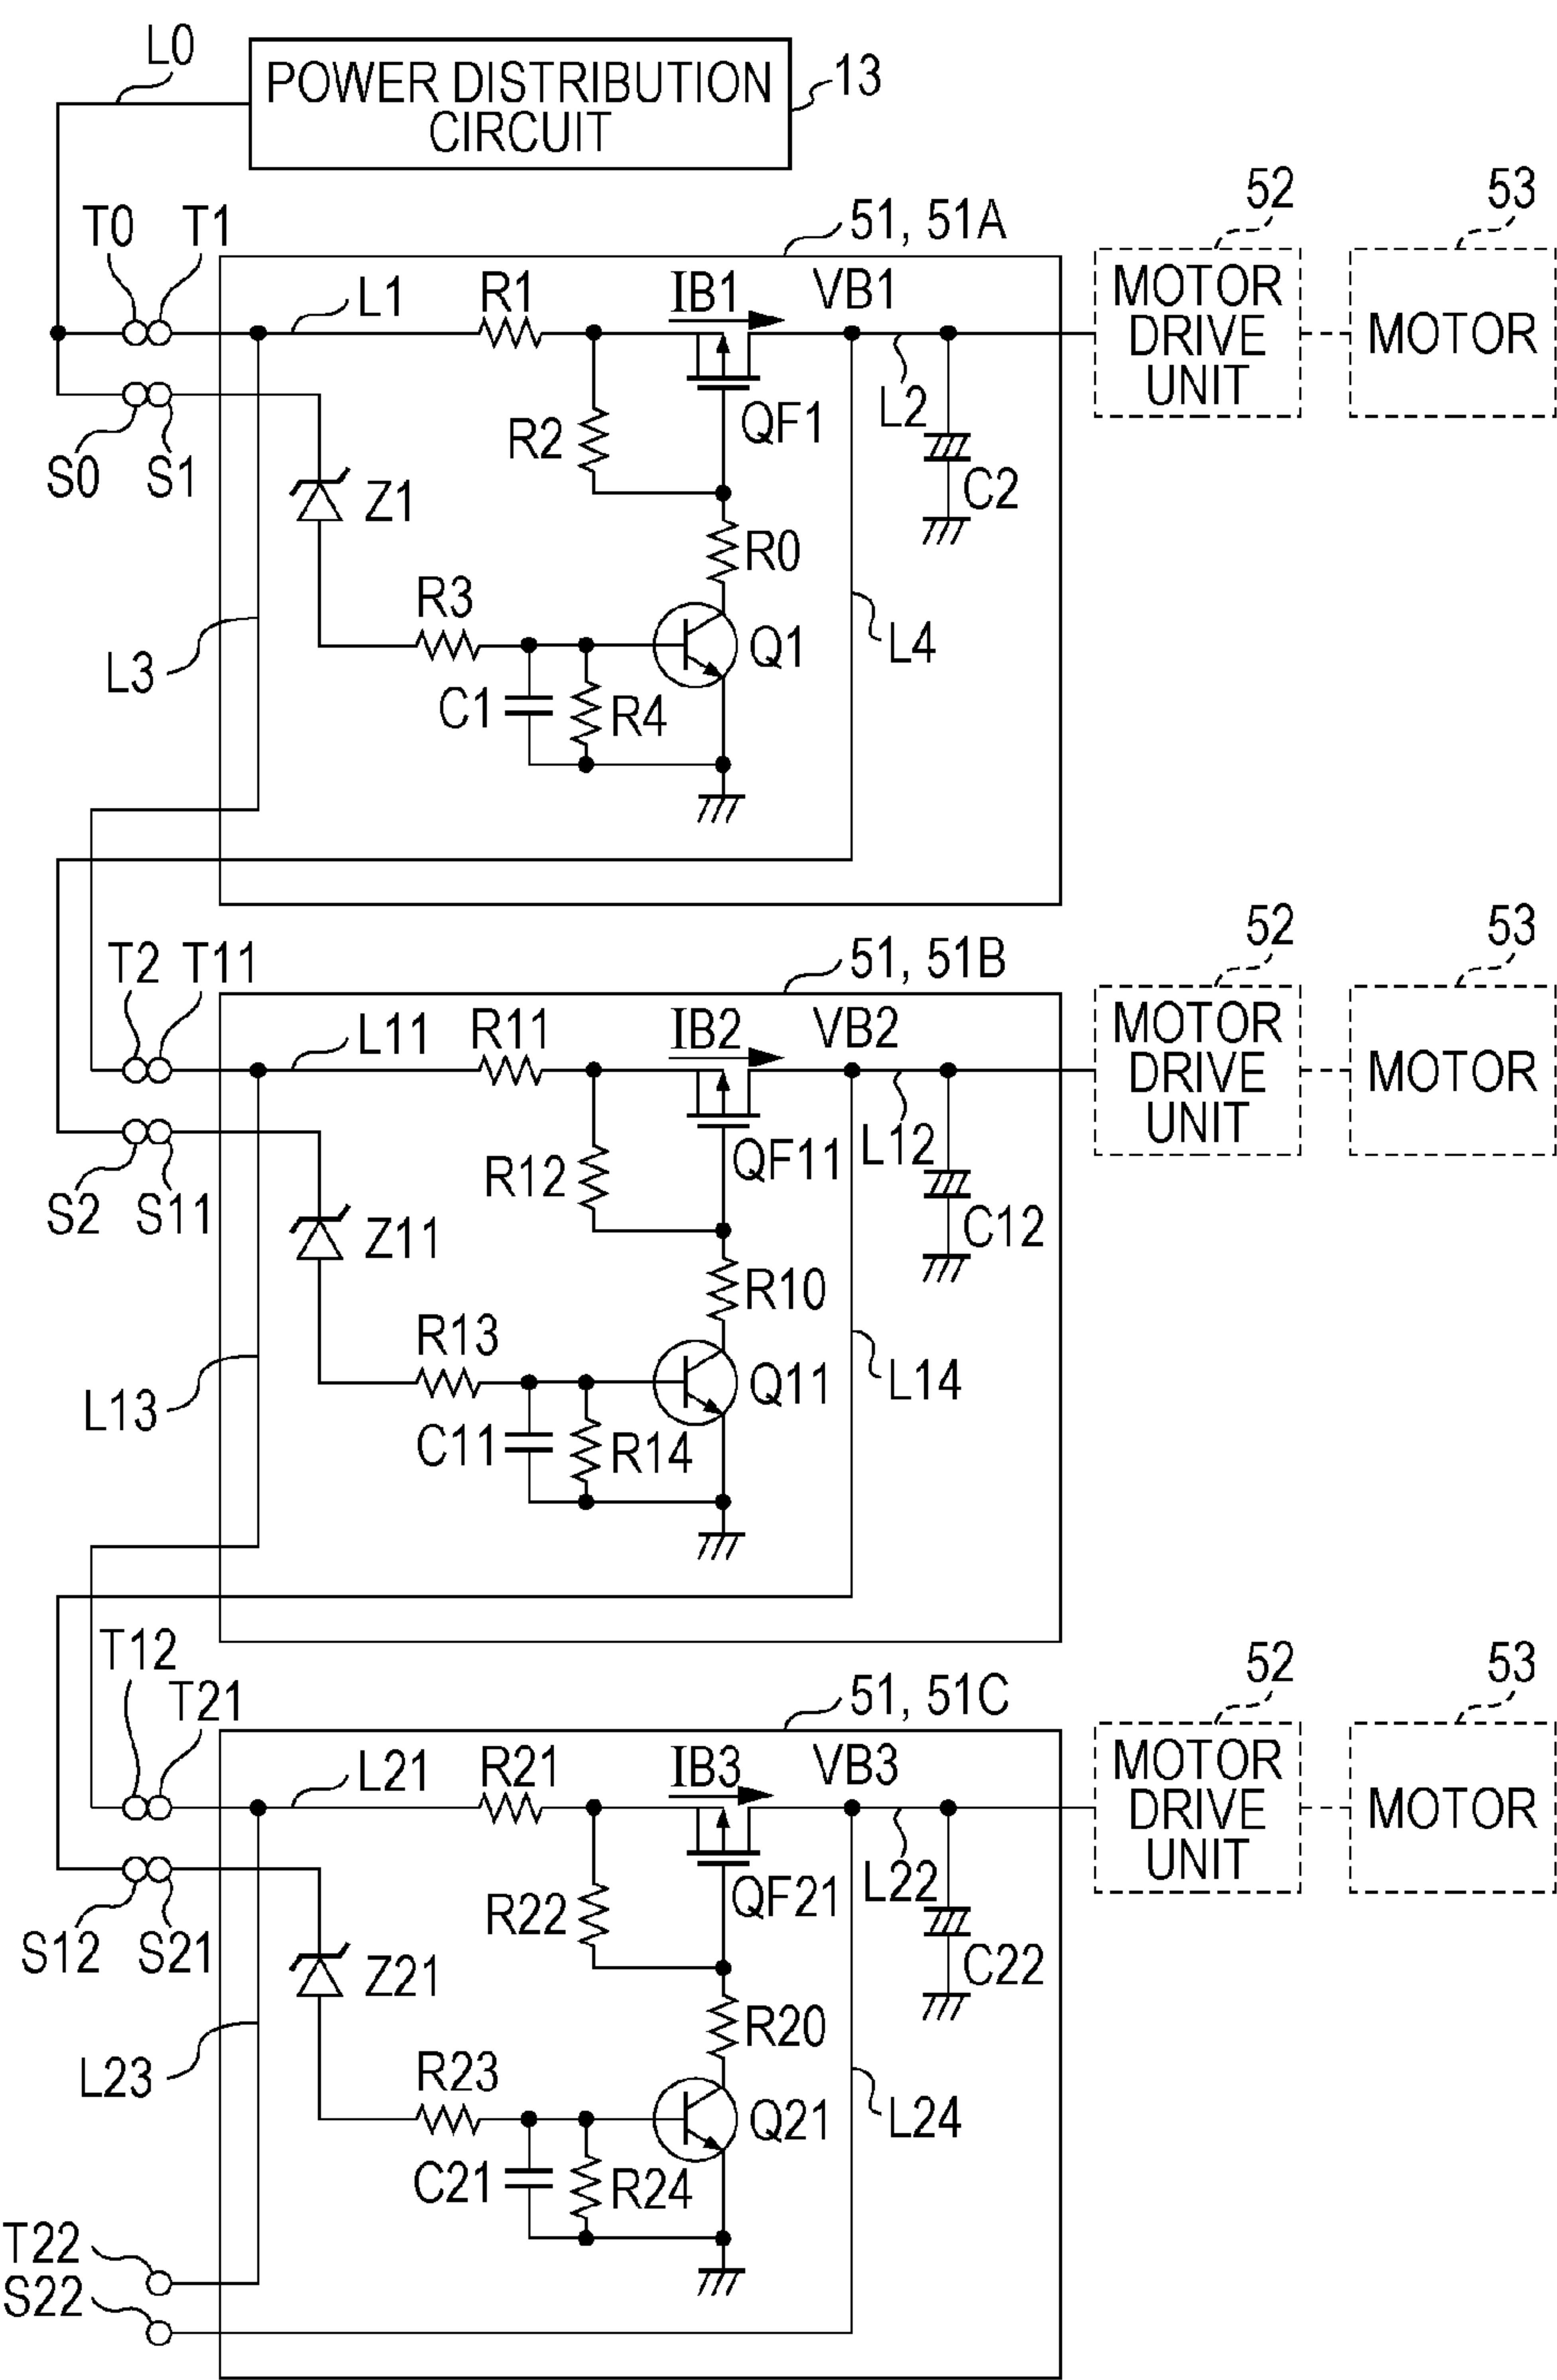 L0
POWER DISTRIBUTION
CIRCUIT
13
T0
T1
51, 51A
52
53
L1
R1
IB1
VB1
MOTOR
DRIVE
UNIT
MOTOR
S0
S1
R2
QF1
L2
Z1
C2
R0
R3
Q1
L4
L3
C1
R4
T2
T11
51, 51B
52
53
L11
R11
IB2
VB2
MOTOR
DRIVE
UNIT
MOTOR
S2
S11
R12
QF11
L12
Z11
C12
R10
R13
Q11
L14
L13
C11
R14
T12
T21
51, 51C
52
53
L21
R21
IB3
VB3
MOTOR
DRIVE
UNIT
MOTOR
S12
S21
R22
QF21
L22
Z21
C22
R20
R23
Q21
L24
L23
C21
R24
T22
S22